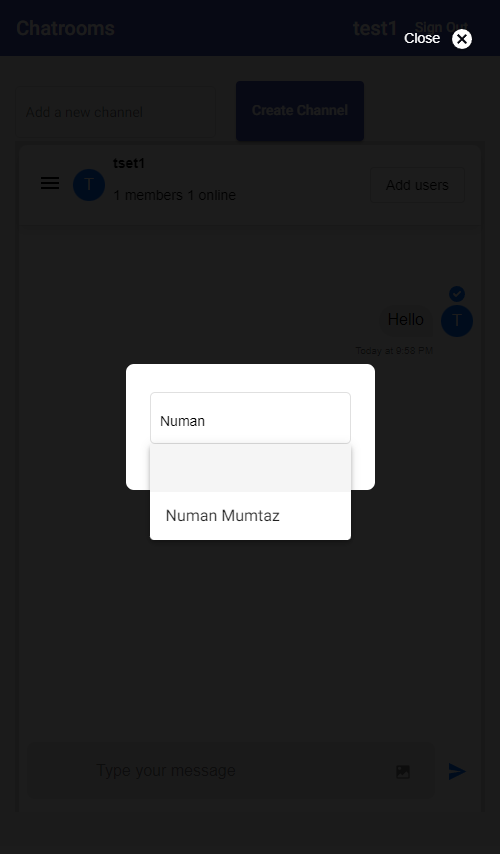 Chatrooms
test1
Sign Out
Close
Add a new channel
Create Channel
T
tset1
1 members 1 online
Add users
Hello
T
Today at 9:59 PM
Numan
Numan Mumtaz
Type your message